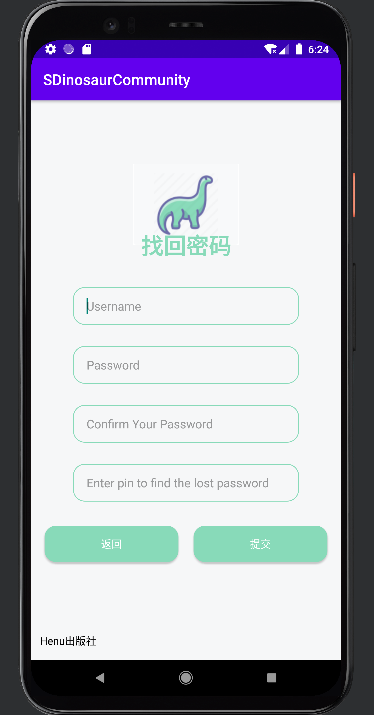 6:24
SDinosaurCommunity
找回密码
Username
Password
Confirm Your Password
Enter pin to find the lost password
返回
提交
Henu出版社